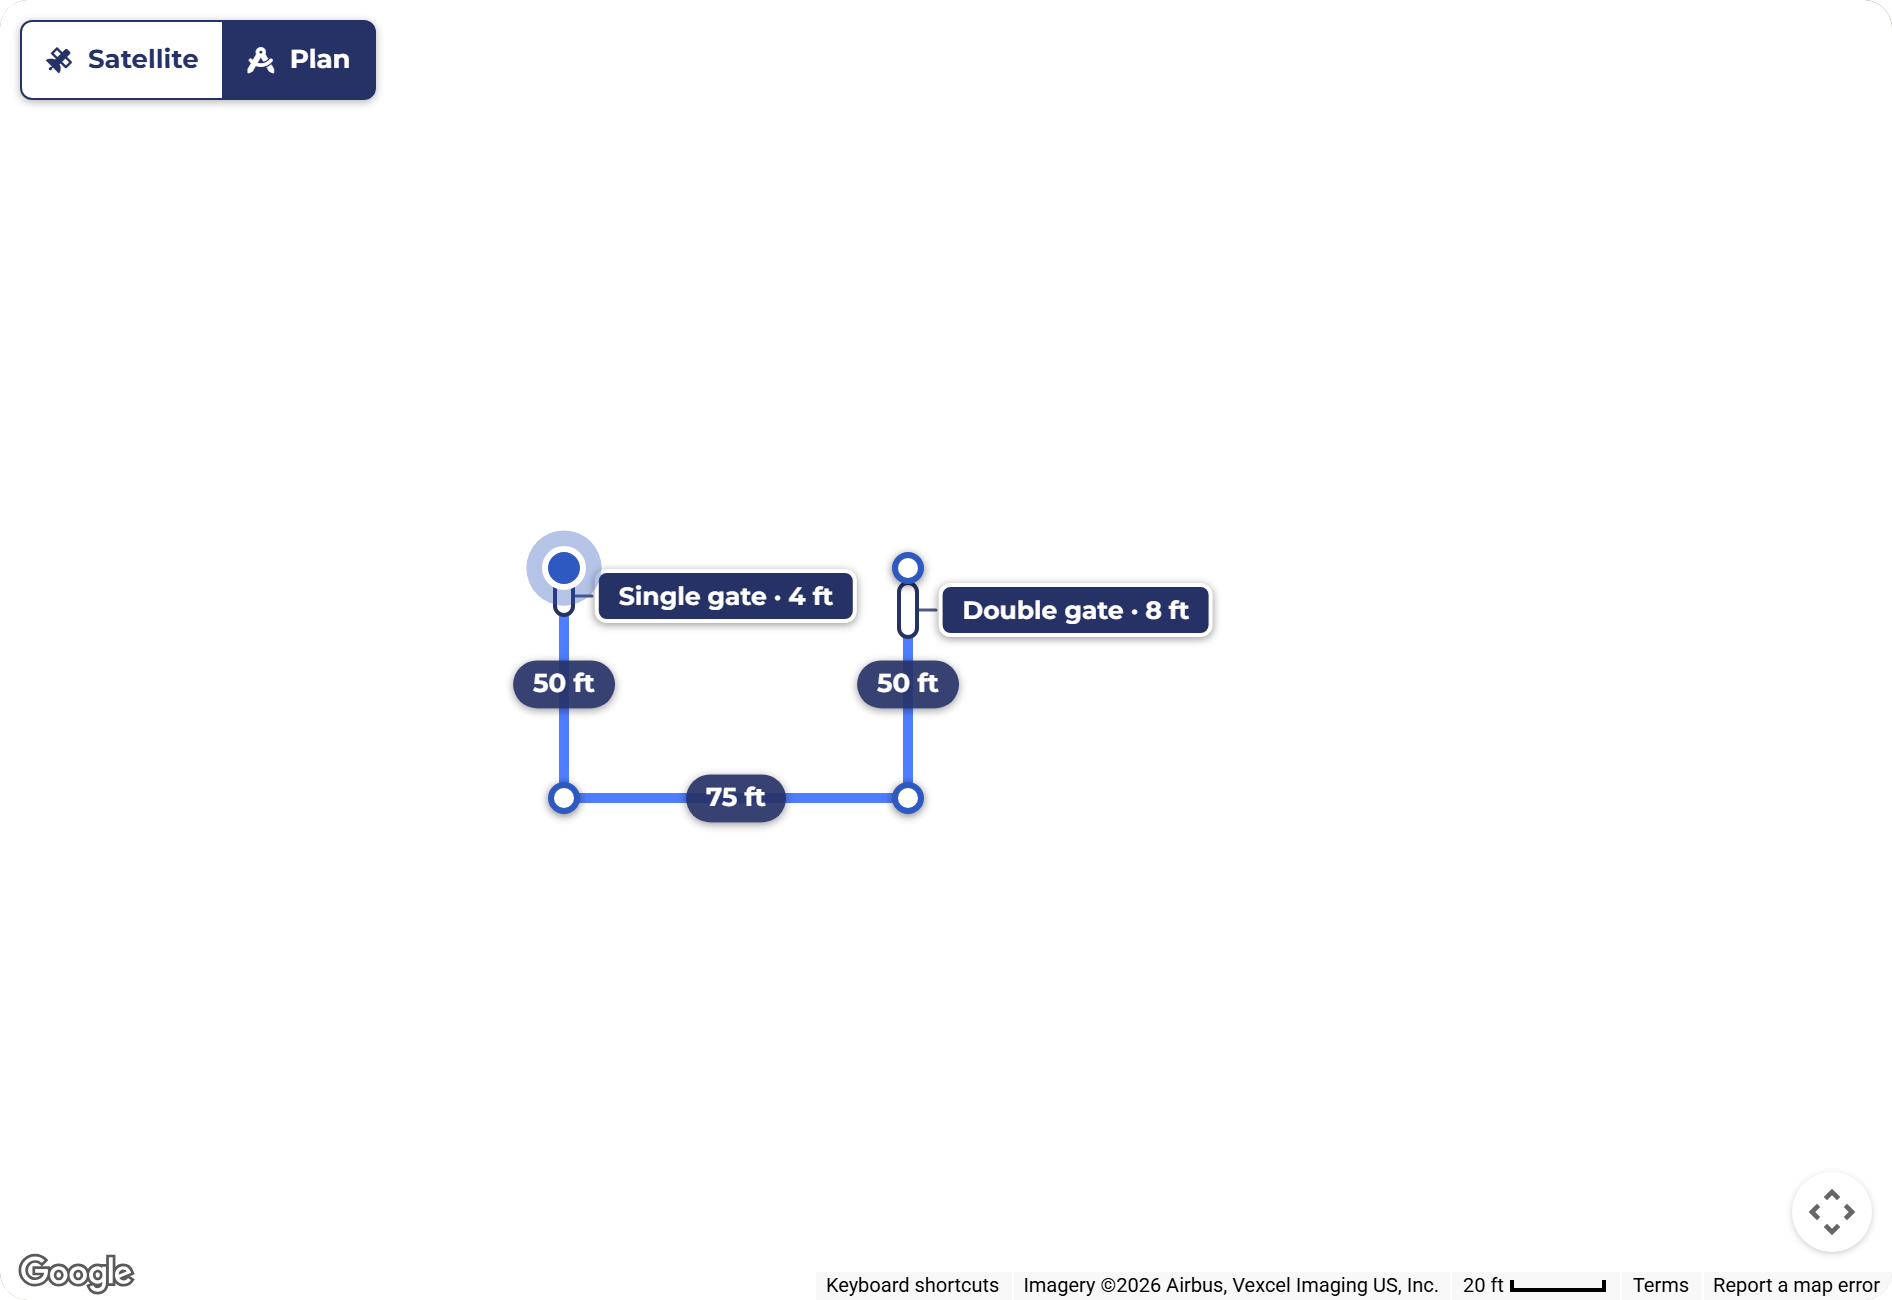 Satellite
Plan
Single gate · 4 ft
Double gate · 8 ft
50 ft
50 ft
75 ft
Google
Keyboard shortcuts
Imagery ©2026 Airbus, Vexcel Imaging US, Inc.
20 ft
Terms
Report a map error